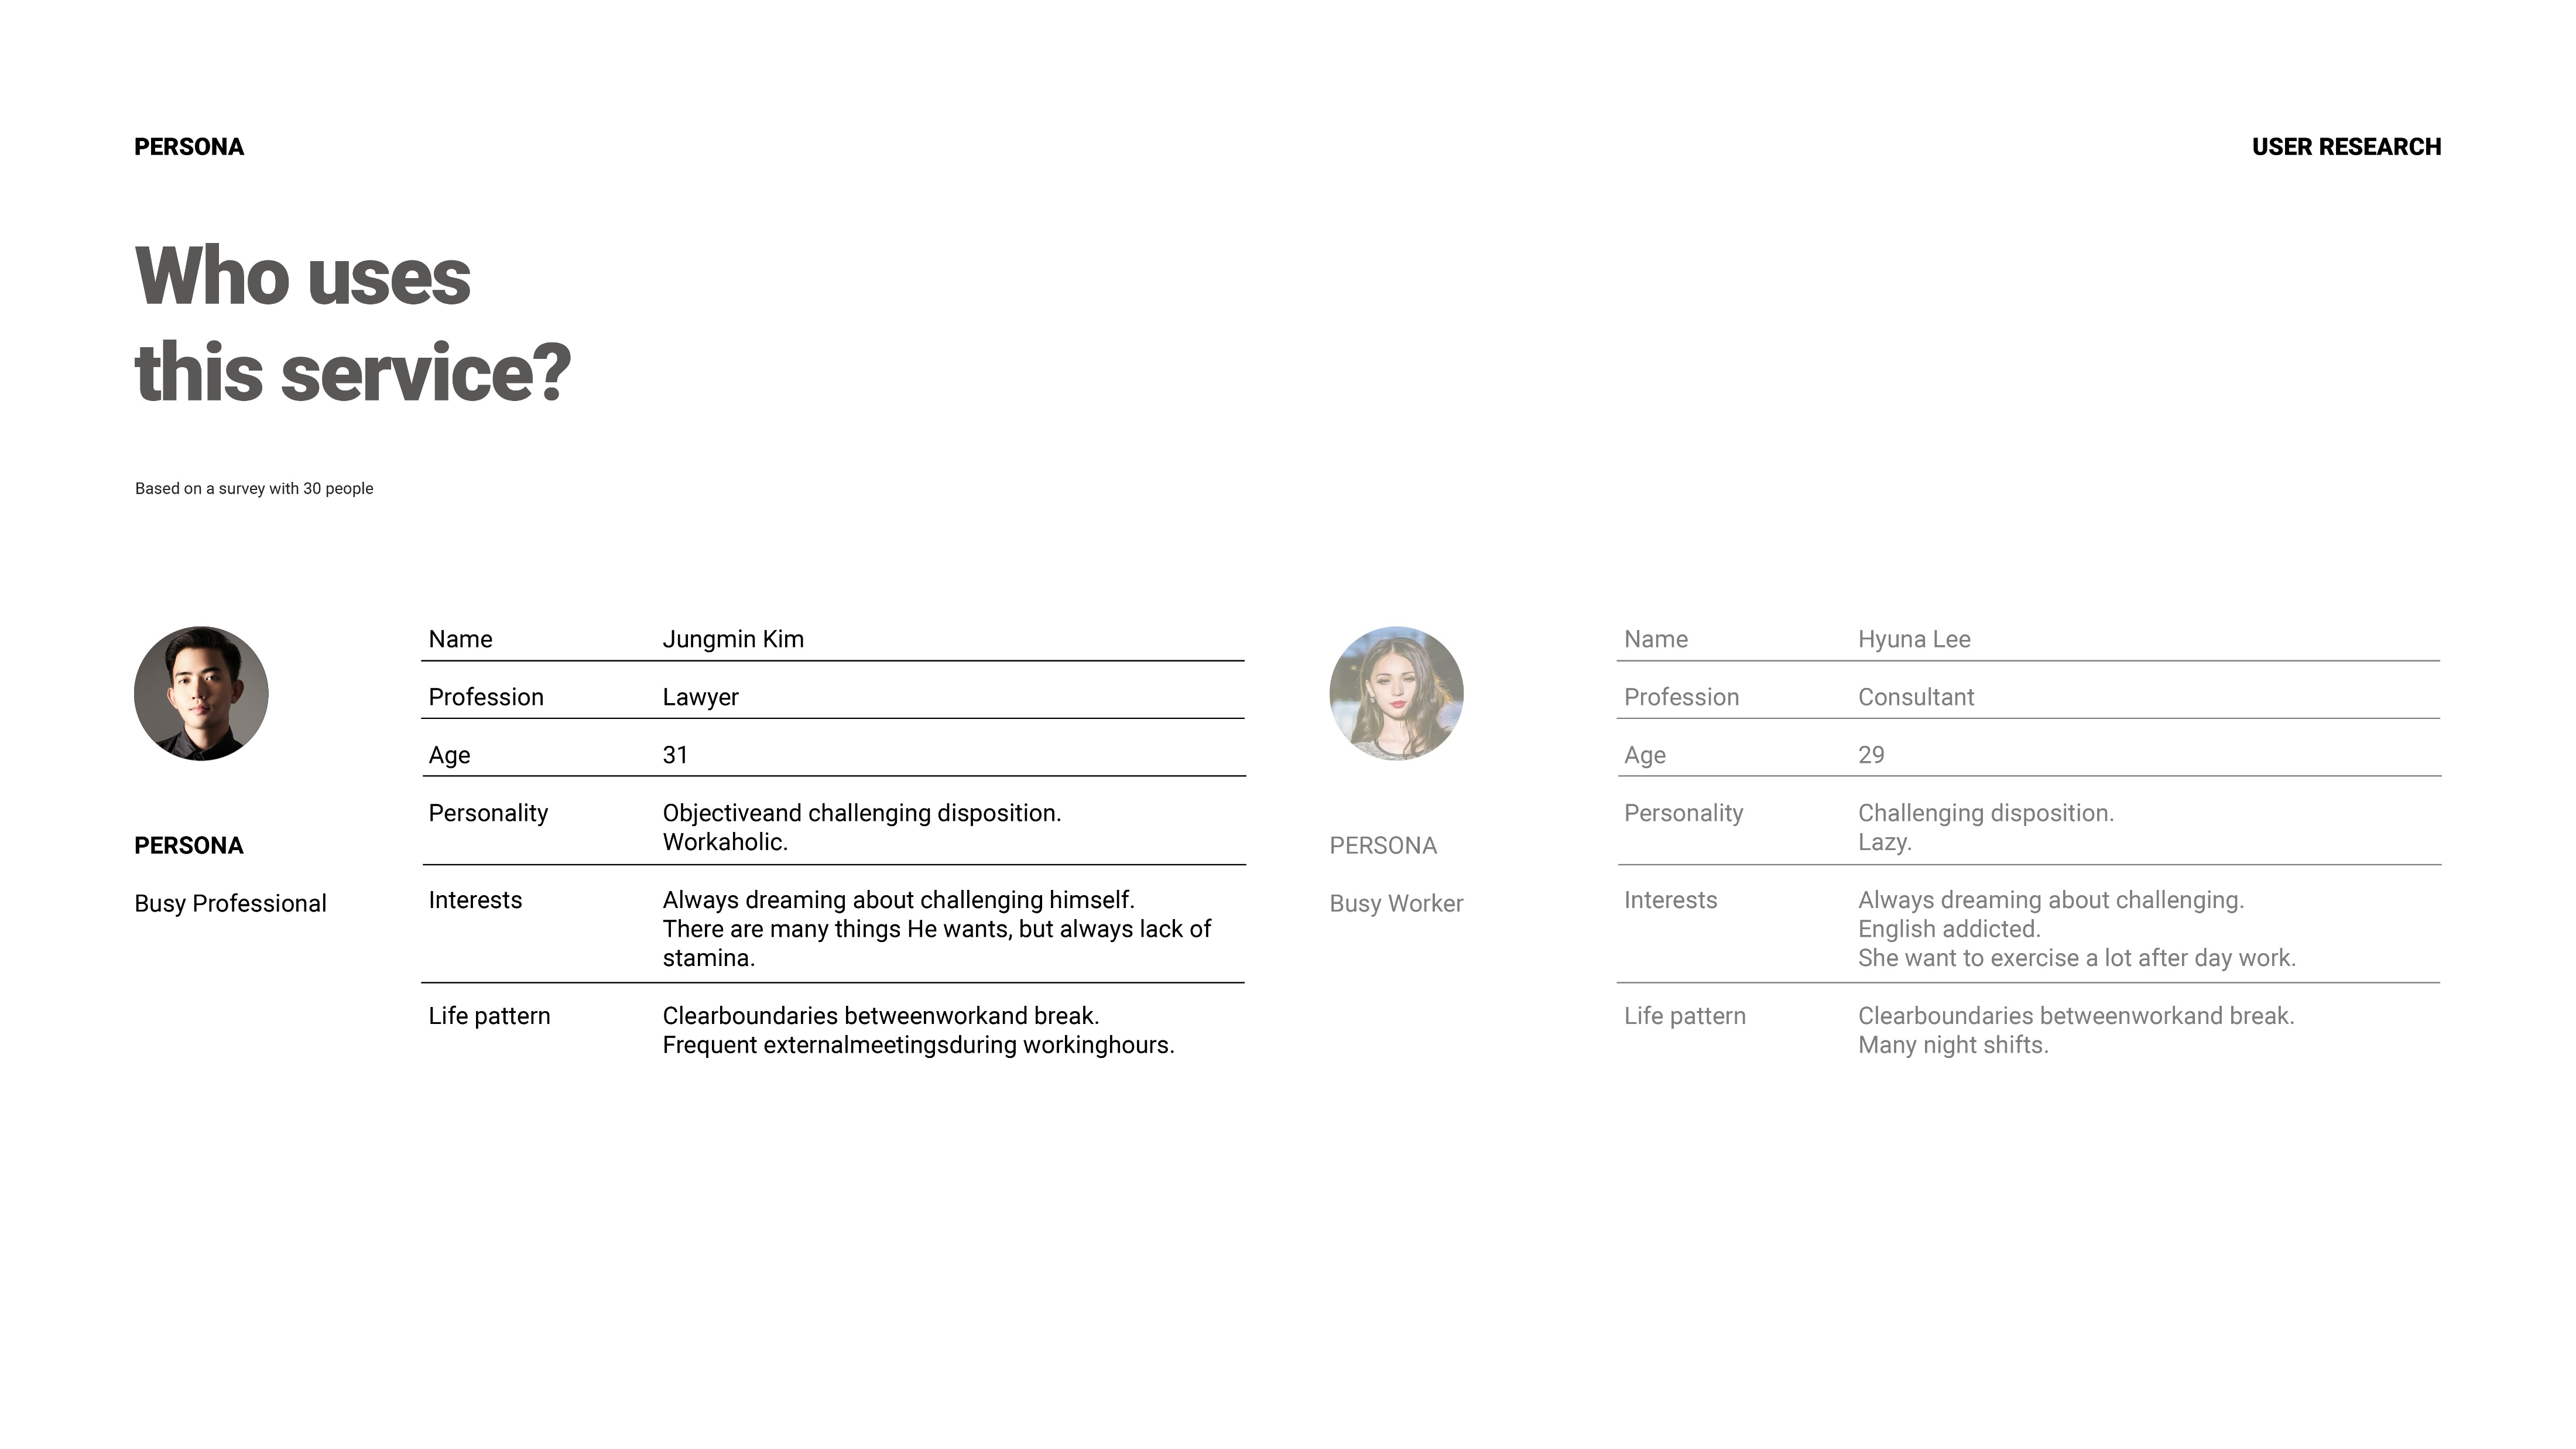 PERSONA
USER RESEARCH
Who uses
this service?
Based on a survey with 30 people
Name Jungmin Kim
Profession Lawyer
Age 31
Personality Objectiveand challenging disposition.
Workaholic.
PERSONA
Busy Professional
Interests Always dreaming about challenging himself.
There are many things He wants, but always lack of
stamina.
Life pattern Clearboundaries betweenworkand break.
Frequent externalmeetingsduring workinghours.
Name Hyuna Lee
Profession Consultant
Age 29
Personality Challenging disposition.
Lazy.
PERSONA
Busy Worker
Interests Always dreaming about challenging.
English addicted.
She want to exercise a lot after day work.
Life pattern Clearboundaries betweenworkand break.
Many night shifts.